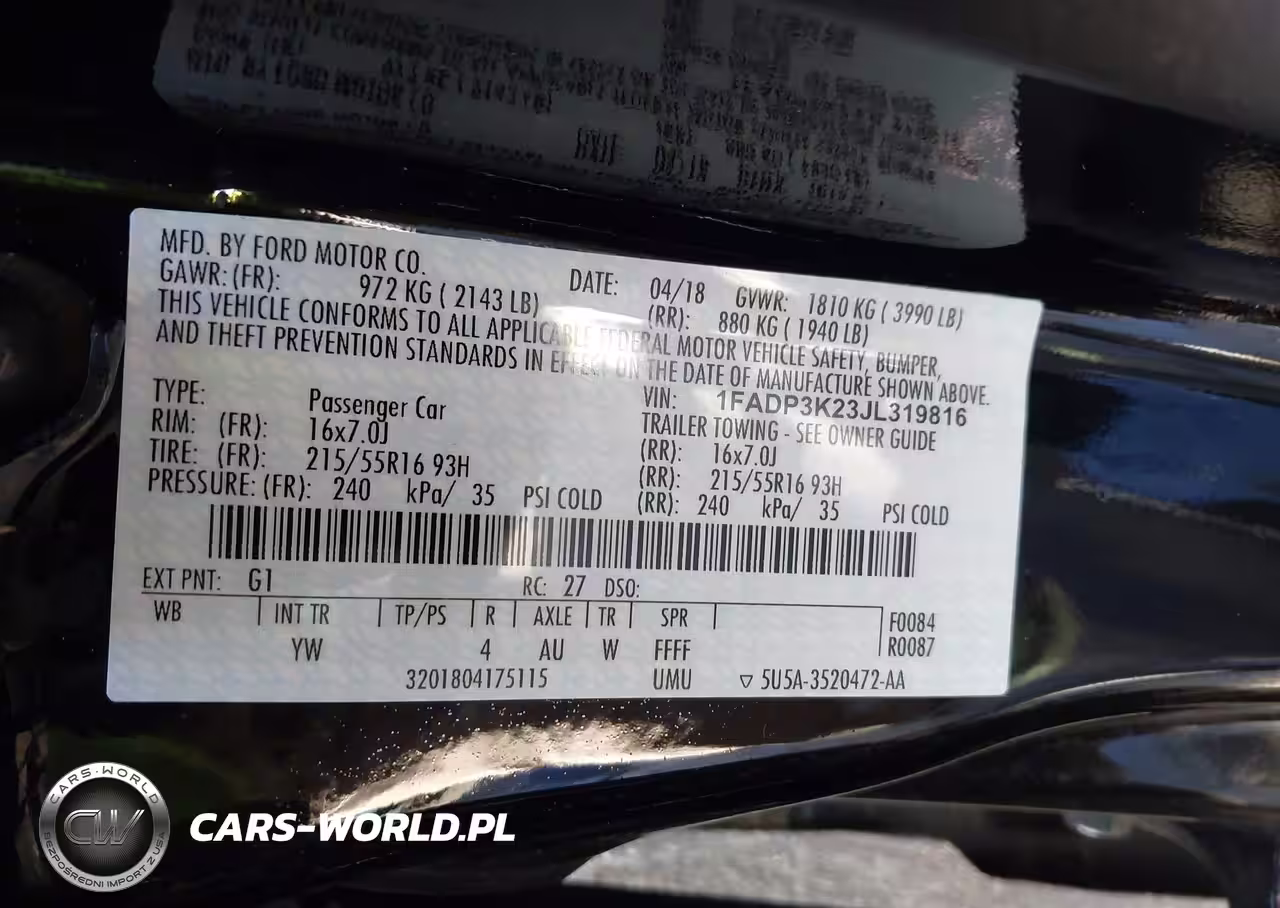 MFD. BY FORD MOTOR CO.
DATE: 04/18 GVWR: 1810 KG ( 3990 LB)
GAWR: (FR): 972 KG ( 2143 LB) (RR): 880 KG ( 1940 LB)
THIS VEHICLE CONFORMS TO ALL APPLICABLE FEDERAL MOTOR VEHICLE SAFETY, BUMPER,
AND THEFT PREVENTION STANDARDS IN EFFECT ON THE DATE OF MANUFACTURE SHOWN ABOVE.
VIN: 1FADP3K23JL319816
TYPE: Passenger Car TRAILER TOWING - SEE OWNER GUIDE
RIM: (FR): 16x7.0J (RR): 16x7.0J
TIRE: (FR): 215/55R16 93H (RR): 215/55R16 93H
PRESSURE: (FR): 240 kPa/ 35 PSI COLD (RR): 240 kPa/ 35 PSI COLD
EXT PNT: G1 RC: 27 DSO:
WB INT TR TP/PS R AXLE TR SPR F0084
YW 4 AU W FFFF R0087
3201804175115 UMU ▽ 5U5A-3520472-AA
CARS-WORLD
CW
BEZPOŚREDNI IMPORT Z USA
CARS-WORLD.PL